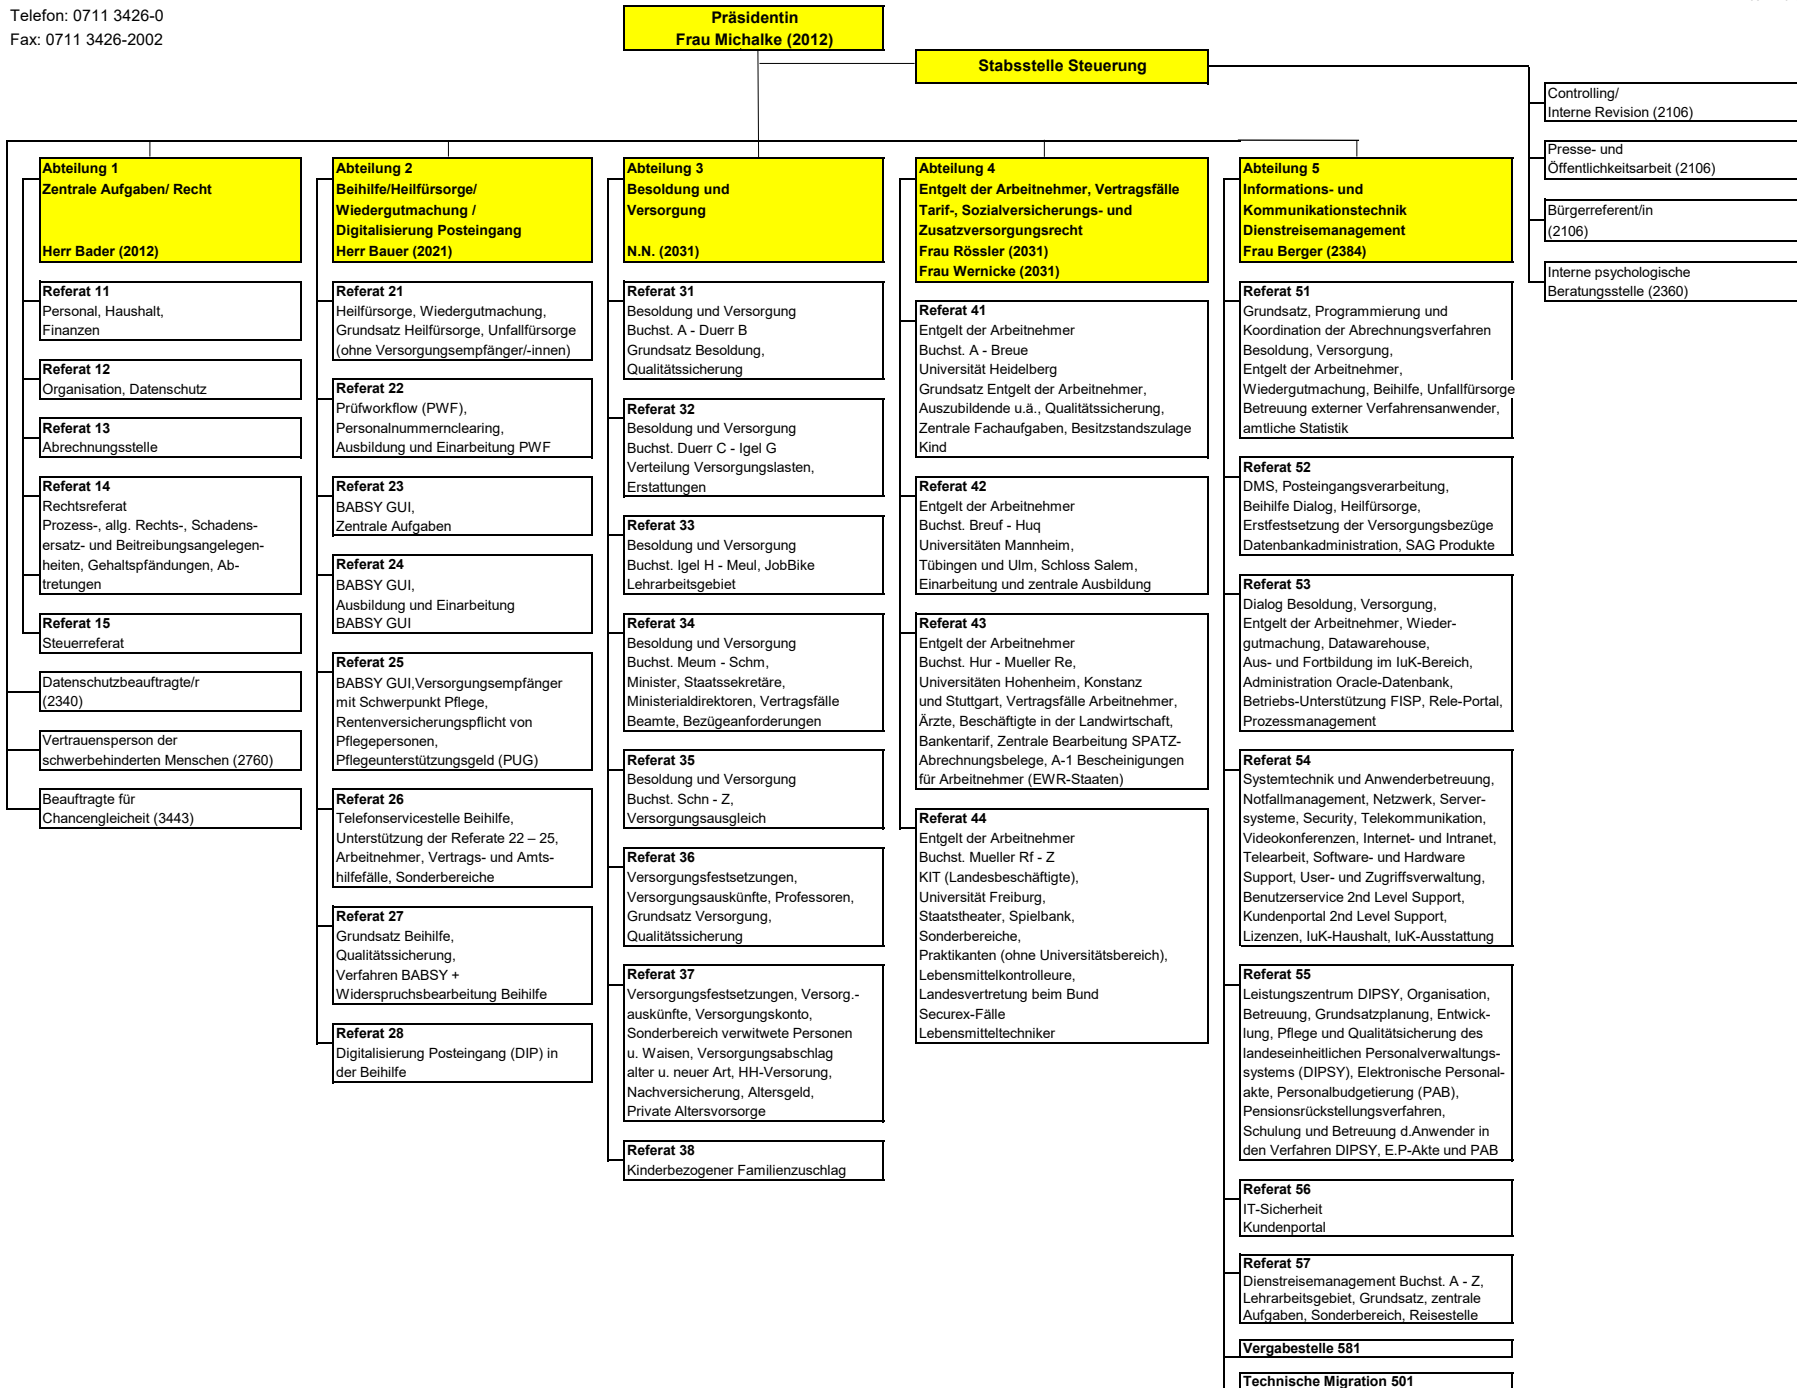 Telefon: 0711 3426-0
Fax: 0711 3426-2002
Präsidentin
Frau Michalke (2012)
Stabsstelle Steuerung
Controlling/
Interne Revision (2106)
Presse- und
Öffentlichkeitsarbeit (2106)
Bürgerreferent/in
(2106)
Interne psychologische
Beratungsstelle (2360)
Abteilung 1
Zentrale Aufgaben/ Recht
Herr Bader (2012)
Referat 11
Personal, Haushalt,
Finanzen
Referat 12
Organisation, Datenschutz
Referat 13
Abrechnungsstelle
Referat 14
Rechtsreferat
Prozess-, allg. Rechts-, Schadens-
ersatz- und Beitreibungsangelegen-
heiten, Gehaltspfändungen, Ab-
tretungen
Referat 15
Steuerreferat
Datenschutzbeauftragte/r
(2340)
Vertrauensperson der
schwerbehinderten Menschen (2760)
Beauftragte für
Chancengleicheit (3443)
Abteilung 2
Beihilfe/Heilfürsorge/
Wiedergutmachung /
Digitalisierung Posteingang
Herr Bauer (2021)
Referat 21
Heilfürsorge, Wiedergutmachung,
Grundsatz Heilfürsorge, Unfallfürsorge
(ohne Versorgungsempfänger/-innen)
Referat 22
Prüfworkflow (PWF),
Personalnummernclearing,
Ausbildung und Einarbeitung PWF
Referat 23
BABSY GUI,
Zentrale Aufgaben
Referat 24
BABSY GUI,
Ausbildung und Einarbeitung
BABSY GUI
Referat 25
BABSY GUI,Versorgungsempfänger
mit Schwerpunkt Pflege,
Rentenversicherungspflicht von
Pflegepersonen,
Pflegeunterstützungsgeld (PUG)
Referat 26
Telefonservicestelle Beihilfe,
Unterstützung der Referate 22 – 25,
Arbeitnehmer, Vertrags- und Amts-
hilfefälle, Sonderbereiche
Referat 27
Grundsatz Beihilfe,
Qualitätssicherung,
Verfahren BABSY +
Widerspruchsbearbeitung Beihilfe
Referat 28
Digitalisierung Posteingang (DIP) in
der Beihilfe
Abteilung 3
Besoldung und
Versorgung
N.N. (2031)
Referat 31
Besoldung und Versorgung
Buchst. A - Duerr B
Grundsatz Besoldung,
Qualitätssicherung
Referat 32
Besoldung und Versorgung
Buchst. Duerr C - Igel G
Verteilung Versorgungslasten,
Erstattungen
Referat 33
Besoldung und Versorgung
Buchst. Igel H - Meul, JobBike
Lehrarbeitsgebiet
Referat 34
Besoldung und Versorgung
Buchst. Meum - Schm,
Minister, Staatssekretäre,
Ministerialdirektoren, Vertragsfälle
Beamte, Bezügeanforderungen
Referat 35
Besoldung und Versorgung
Buchst. Schn - Z,
Versorgungsausgleich
Referat 36
Versorgungsfestsetzungen,
Versorgungsauskünfte, Professoren,
Grundsatz Versorgung,
Qualitätssicherung
Referat 37
Versorgungsfestsetzungen, Versorg.-
auskünfte, Versorgungskonto,
Sonderbereich verwitwete Personen
u. Waisen, Versorgungsabschlag
alter u. neuer Art, HH-Versorung,
Nachversicherung, Altersgeld,
Private Altersvorsorge
Referat 38
Kinderbezogener Familienzuschlag
Abteilung 4
Entgelt der Arbeitnehmer, Vertragsfälle
Tarif-, Sozialversicherungs- und
Zusatzversorgungsrecht
Frau Rössler (2031)
Frau Wernicke (2031)
Referat 41
Entgelt der Arbeitnehmer
Buchst. A - Breue
Universität Heidelberg
Grundsatz Entgelt der Arbeitnehmer,
Auszubildende u.ä., Qualitätssicherung,
Zentrale Fachaufgaben, Besitzstandszulage
Kind
Referat 42
Entgelt der Arbeitnehmer
Buchst. Breuf - Huq
Universitäten Mannheim,
Tübingen und Ulm, Schloss Salem,
Einarbeitung und zentrale Ausbildung
Referat 43
Entgelt der Arbeitnehmer
Buchst. Hur - Mueller Re,
Universitäten Hohenheim, Konstanz
und Stuttgart, Vertragsfälle Arbeitnehmer,
Ärzte, Beschäftigte in der Landwirtschaft,
Bankentarif, Zentrale Bearbeitung SPATZ-
Abrechnungsbelege, A-1 Bescheinigungen
für Arbeitnehmer (EWR-Staaten)
Referat 44
Entgelt der Arbeitnehmer
Buchst. Mueller Rf - Z
KIT (Landesbeschäftigte),
Universität Freiburg,
Staatstheater, Spielbank,
Sonderbereiche,
Praktikanten (ohne Universitätsbereich),
Lebensmittelkontrolleure,
Landesvertretung beim Bund
Securex-Fälle
Lebensmitteltechniker
Abteilung 5
Informations- und
Kommunikationstechnik
Dienstreisemanagement
Frau Berger (2384)
Referat 51
Grundsatz, Programmierung und
Koordination der Abrechnungsverfahren
Besoldung, Versorgung,
Entgelt der Arbeitnehmer,
Wiedergutmachung, Beihilfe, Unfallfürsorge
Betreuung externer Verfahrensanwender,
amtliche Statistik
Referat 52
DMS, Posteingangsverarbeitung,
Beihilfe Dialog, Heilfürsorge,
Erstfestsetzung der Versorgungsbezüge
Datenbankadministration, SAG Produkte
Referat 53
Dialog Besoldung, Versorgung,
Entgelt der Arbeitnehmer, Wieder-
gutmachung, Datawarehouse,
Aus- und Fortbildung im IuK-Bereich,
Administration Oracle-Datenbank,
Betriebs-Unterstützung FISP, Rele-Portal,
Prozessmanagement
Referat 54
Systemtechnik und Anwenderbetreuung,
Notfallmanagement, Netzwerk, Server-
systeme, Security, Telekommunikation,
Videokonferenzen, Internet- und Intranet,
Telearbeit, Software- und Hardware
Support, User- und Zugriffsverwaltung,
Benutzerservice 2nd Level Support,
Kundenportal 2nd Level Support,
Lizenzen, IuK-Haushalt, IuK-Ausstattung
Referat 55
Leistungszentrum DIPSY, Organisation,
Betreuung, Grundsatzplanung, Entwick-
lung, Pflege und Qualitätsicherung des
landeseinheitlichen Personalverwaltungs-
systems (DIPSY), Elektronische Personal-
akte, Personalbudgetierung (PAB),
Pensionsrückstellungsverfahren,
Schulung und Betreuung d.Anwender in
den Verfahren DIPSY, E.P-Akte und PAB
Referat 56
IT-Sicherheit
Kundenportal
Referat 57
Dienstreisemanagement Buchst. A - Z,
Lehrarbeitsgebiet, Grundsatz, zentrale
Aufgaben, Sonderbereich, Reisestelle
Vergabestelle 581
Technische Migration 501